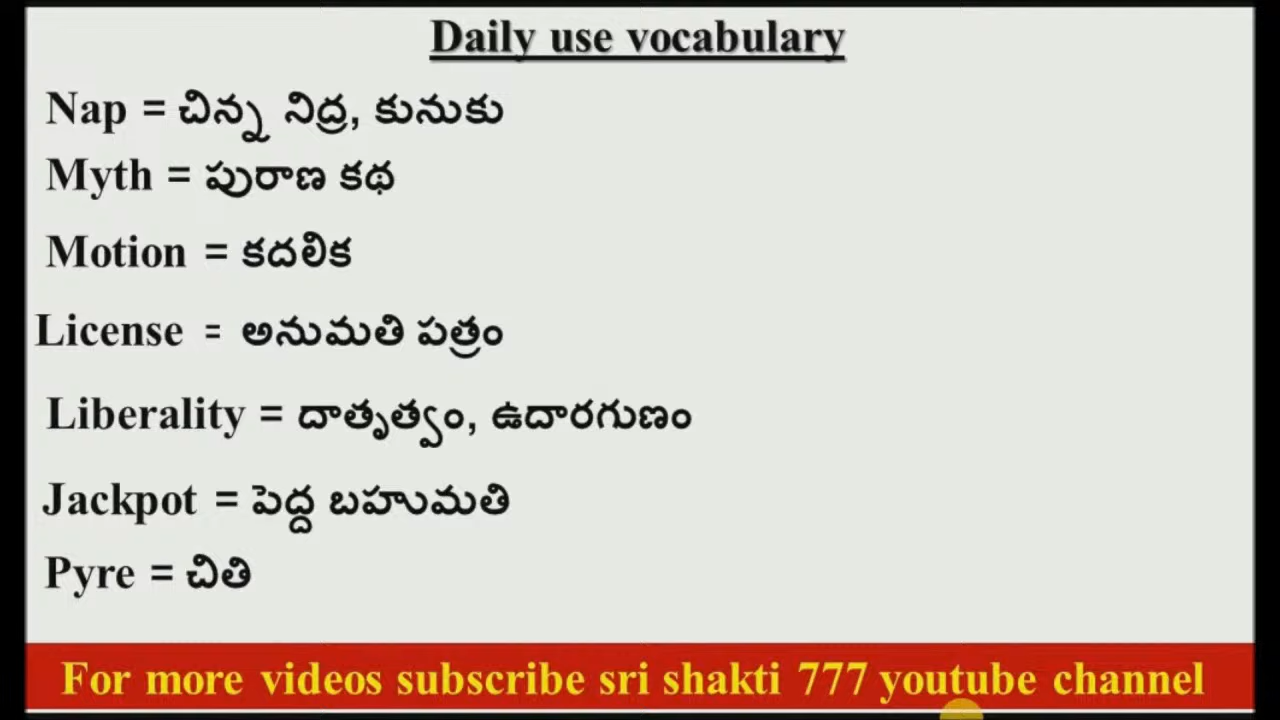 Daily use vocabulary
Nap = చిన్న నిద్ర, కునుకు
Myth = పురాణ కథ
Motion = కదలిక
License = అనుమతి పత్రం
Liberality = దాతృత్వం, ఉదారగుణం
Jackpot = పెద్ద బహుమతి
Pyre = చితి
For more videos subscribe sri shakti 777 youtube channel